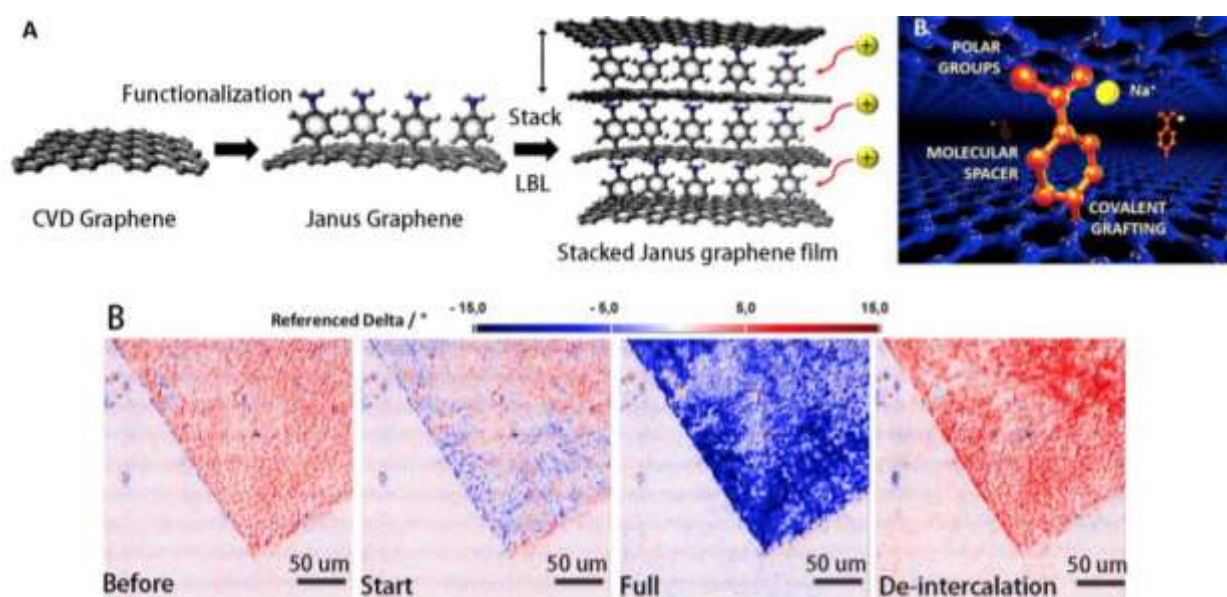 A
Functionalization
CVD Graphene
Janus Graphene
Stack
LBL
+
+
+
Stacked Janus graphene film
B.
POLAR
GROUPS
Na⁺
MOLECULAR
SPACER
COVALENT
GRAFTING
B
Referenced Delta / °
- 15,0
- 5,0
5,0
15,0
50 um
Before
50 um
Start
50 um
Full
50 um
De-intercalation